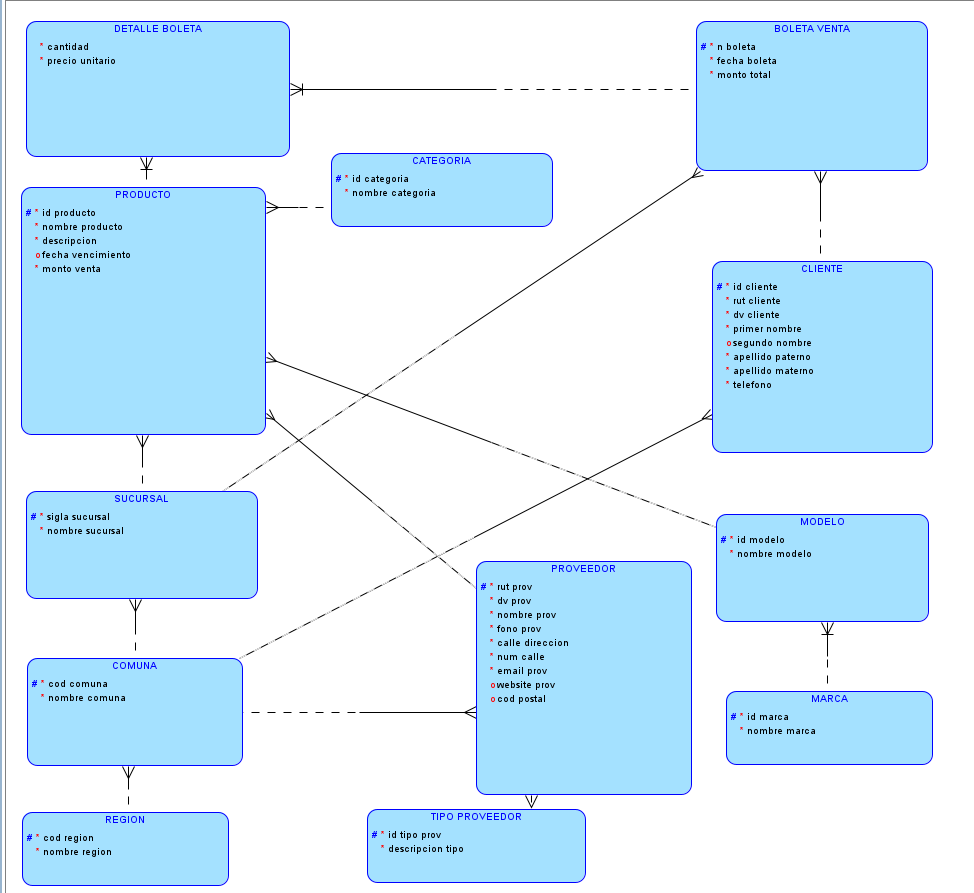 DETALLE BOLETA
* cantidad
* precio unitario
BOLETA VENTA
# * n boleta
* fecha boleta
* monto total
CATEGORIA
# * id categoria
* nombre categoria
PRODUCTO
# * id producto
* nombre producto
* descripcion
o fecha vencimiento
* monto venta
CLIENTE
# * id cliente
* rut cliente
* dv cliente
* primer nombre
o segundo nombre
* apellido paterno
* apellido materno
* telefono
SUCURSAL
# * sigla sucursal
* nombre sucursal
MODELO
# * id modelo
* nombre modelo
PROVEEDOR
# * rut prov
* dv prov
* nombre prov
* fono prov
* calle direccion
* num calle
* email prov
o website prov
o cod postal
COMUNA
# * cod comuna
* nombre comuna
MARCA
# * id marca
* nombre marca
REGION
# * cod region
* nombre region
TIPO PROVEEDOR
# * id tipo prov
* descripcion tipo